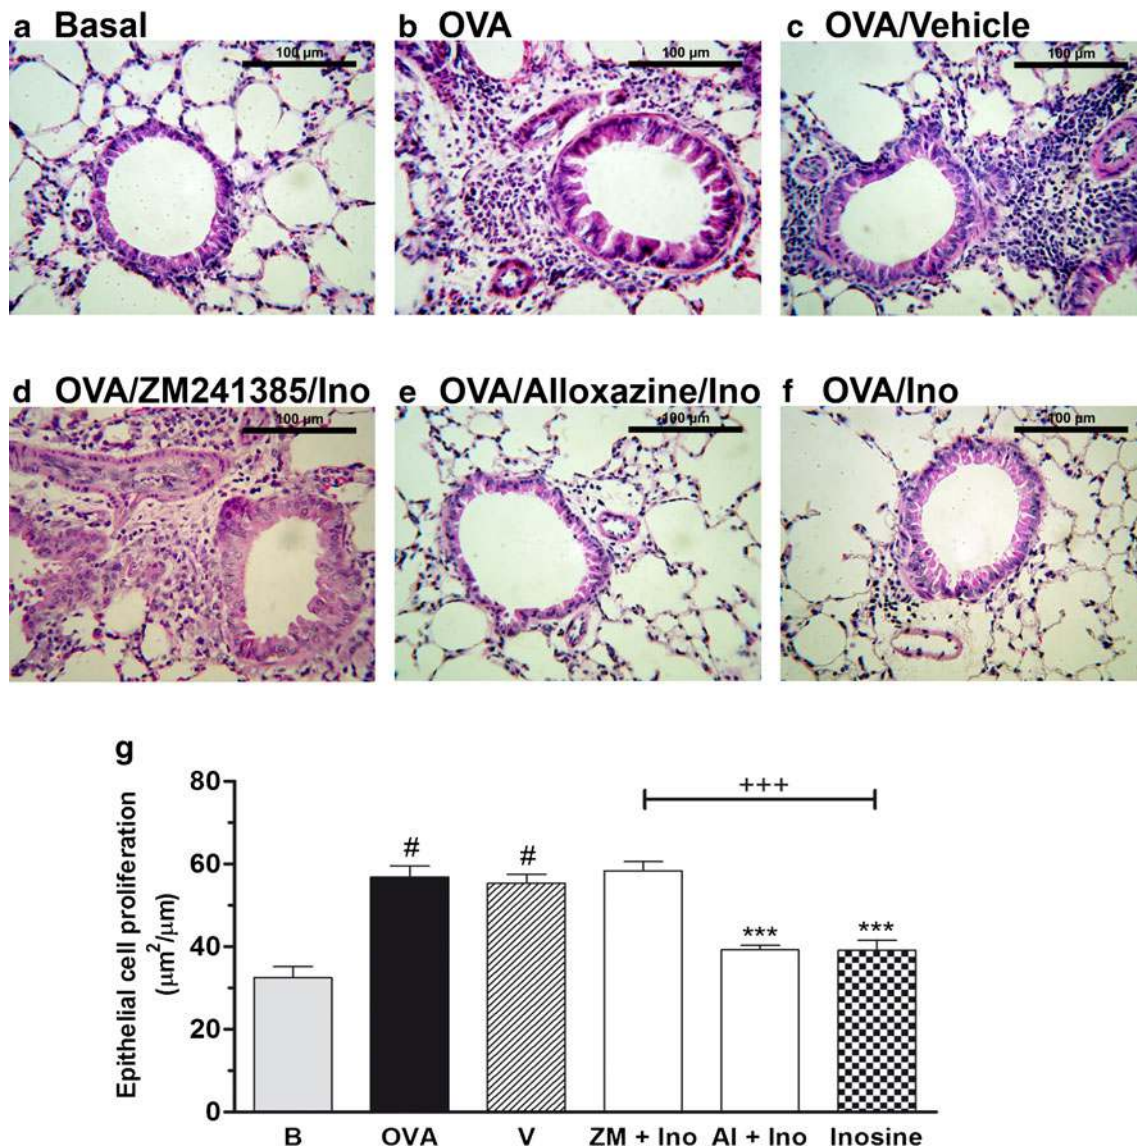 a Basal
b OVA
c OVA/Vehicle
100 µm
100 µm
100 µm
d OVA/ZM241385/Ino
e OVA/Alloxazine/Ino
f OVA/Ino
100 µm
100 µm
100 µm
g
Epithelial cell proliferation
(µm²/µm)
80
60
40
20
0
+++
#
#
***
***
B
OVA
V
ZM + Ino
Al + Ino
Inosine